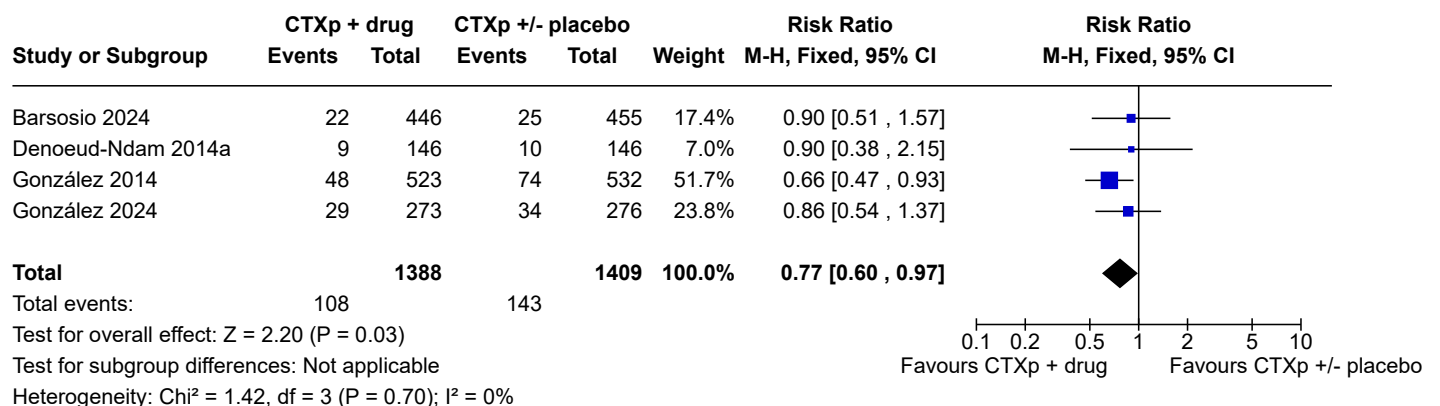 CTXp + drug CTXp +/- placebo Risk Ratio Risk Ratio
Study or Subgroup Events Total Events Total Weight M-H, Fixed, 95% CI M-H, Fixed, 95% CI
Barsosio 2024 22 446 25 455 17.4% 0.90 [0.51 , 1.57]
Denoeud-Ndam 2014a 9 146 10 146 7.0% 0.90 [0.38 , 2.15]
González 2014 48 523 74 532 51.7% 0.66 [0.47 , 0.93]
González 2024 29 273 34 276 23.8% 0.86 [0.54 , 1.37]
Total 1388 1409 100.0% 0.77 [0.60 , 0.97]
Total events: 108 143
Test for overall effect: Z = 2.20 (P = 0.03)
0.1 0.2 0.5 1 2 5 10
Test for subgroup differences: Not applicable
Favours CTXp + drug Favours CTXp +/- placebo
Heterogeneity: Chi² = 1.42, df = 3 (P = 0.70); I² = 0%